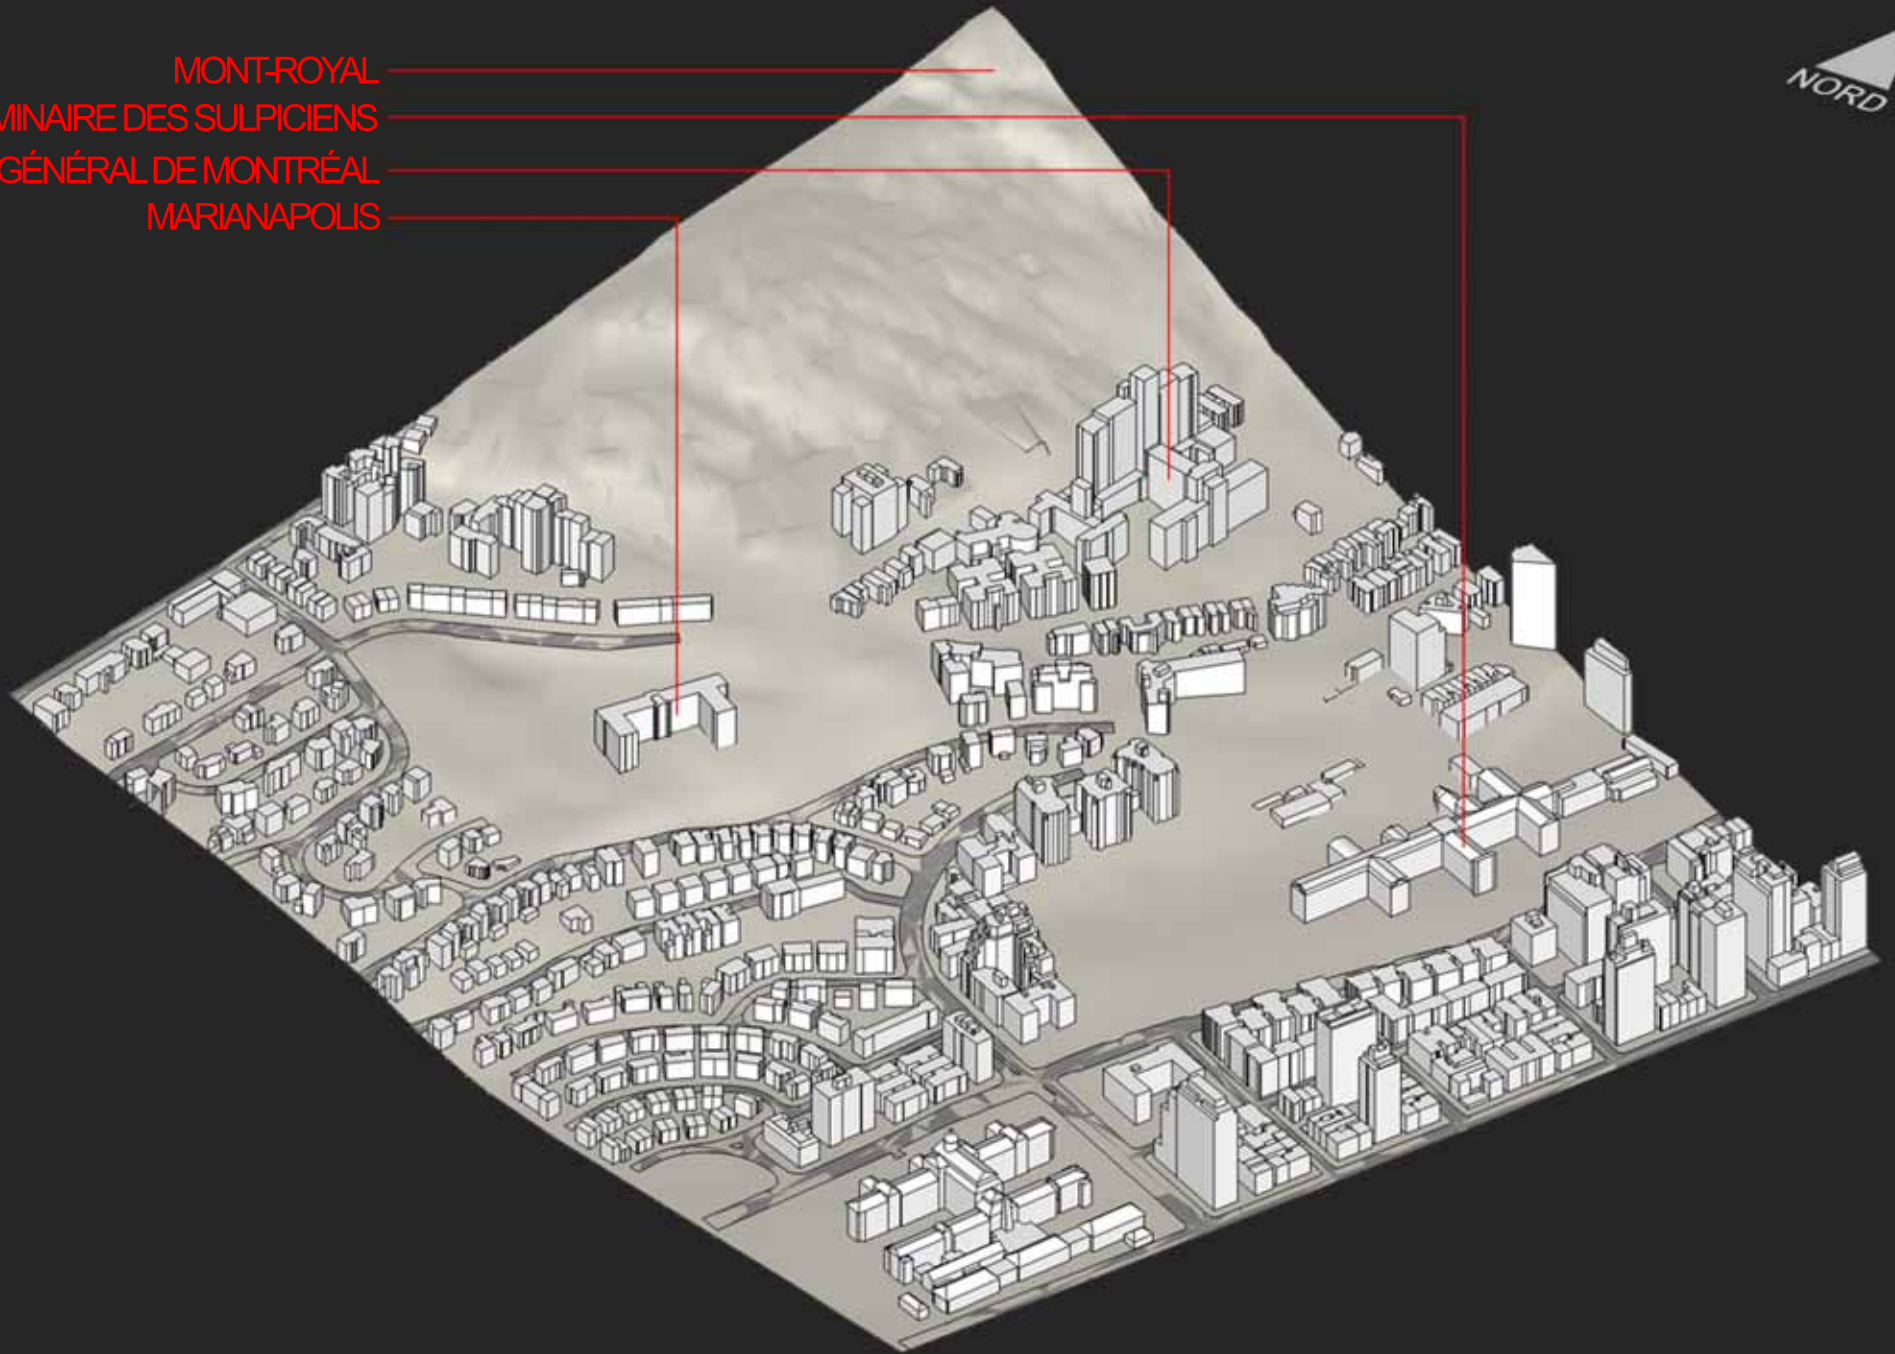 MONT-ROYAL
MINAIRE DES SULPICIENS
GÉNÉRAL DE MONTRÉAL
MARIANAPOLIS
NORD